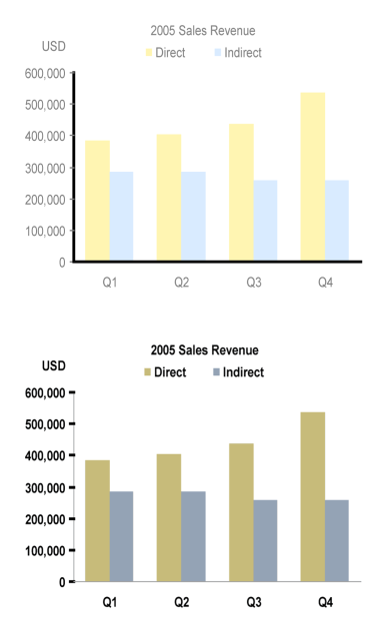 2005 Sales Revenue
USD
Direct Indirect
600,000
500,000
400,000
300,000
200,000
100,000
0
Q1 Q2 Q3 Q4
2005 Sales Revenue
USD
Direct Indirect
600,000
500,000
400,000
300,000
200,000
100,000
0
Q1 Q2 Q3 Q4